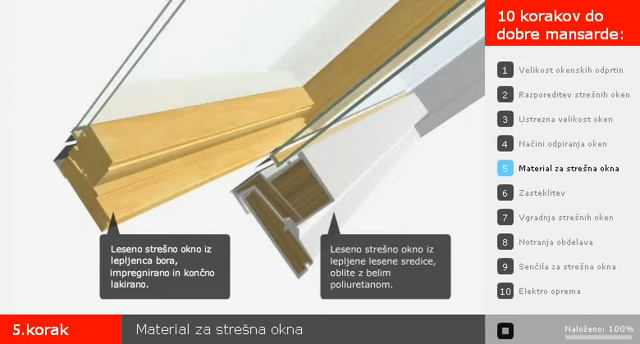 10 korakov do
dobre mansarde:
1 Velikost okenskih odprtin
2 Razporeditev strešnih oken
3 Ustrezna velikost oken
4 Načini odpiranja oken
5 Material za strešna okna
6 Zasteklitev
7 Vgradnja strešnih oken
8 Notranja obdelava
9 Senčila za strešna okna
10 Elektro oprema
Leseno strešno okno iz
lepljenca bora,
impregnirano in končno
lakirano.
Leseno strešno okno iz
lepljene lesene sredice,
oblite z belim
poliuretanom.
5.korak
Material za strešna okna
Naloženo: 100%